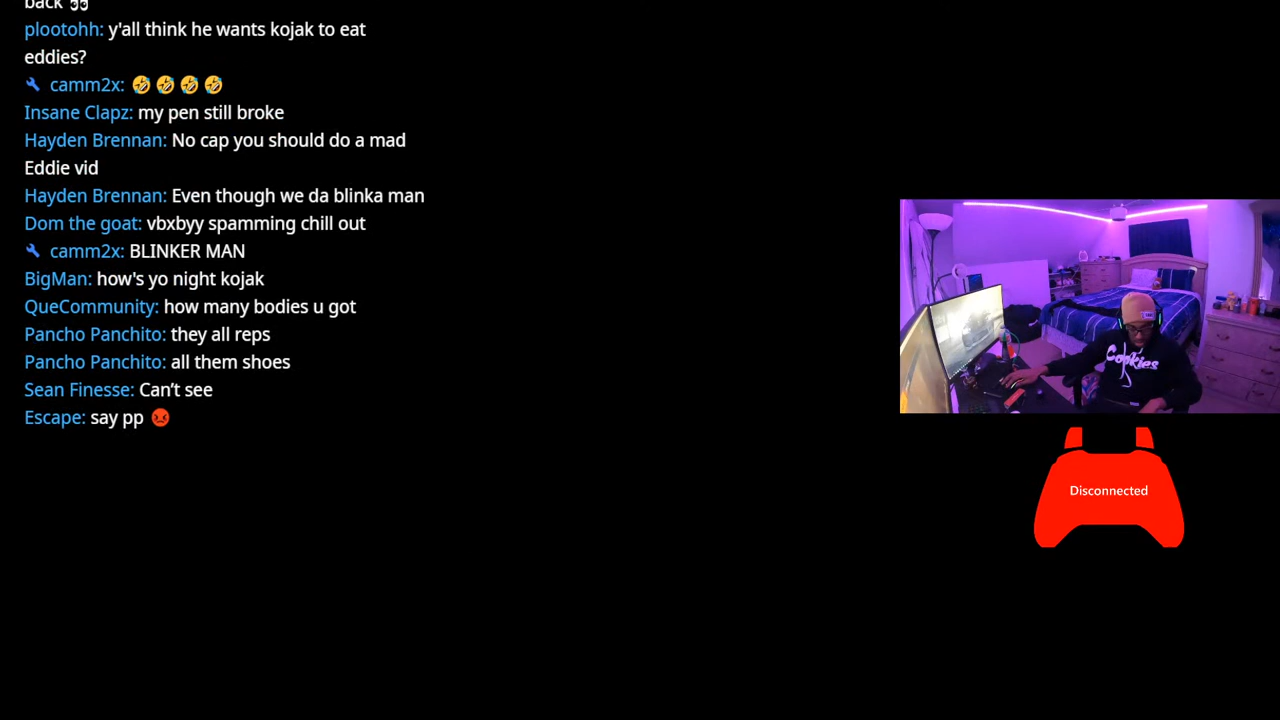 back 👀
plootohh: y'all think he wants kojak to eat
eddies?
camm2x: 🤣🤣🤣🤣
Insane Clapz: my pen still broke
Hayden Brennan: No cap you should do a mad
Eddie vid
Hayden Brennan: Even though we da blinka man
Dom the goat: vbxbyy spamming chill out
camm2x: BLINKER MAN
BigMan: how's yo night kojak
QueCommunity: how many bodies u got
Pancho Panchito: they all reps
Pancho Panchito: all them shoes
Sean Finesse: Can’t see
Escape: say pp 😡
Cookies
Disconnected